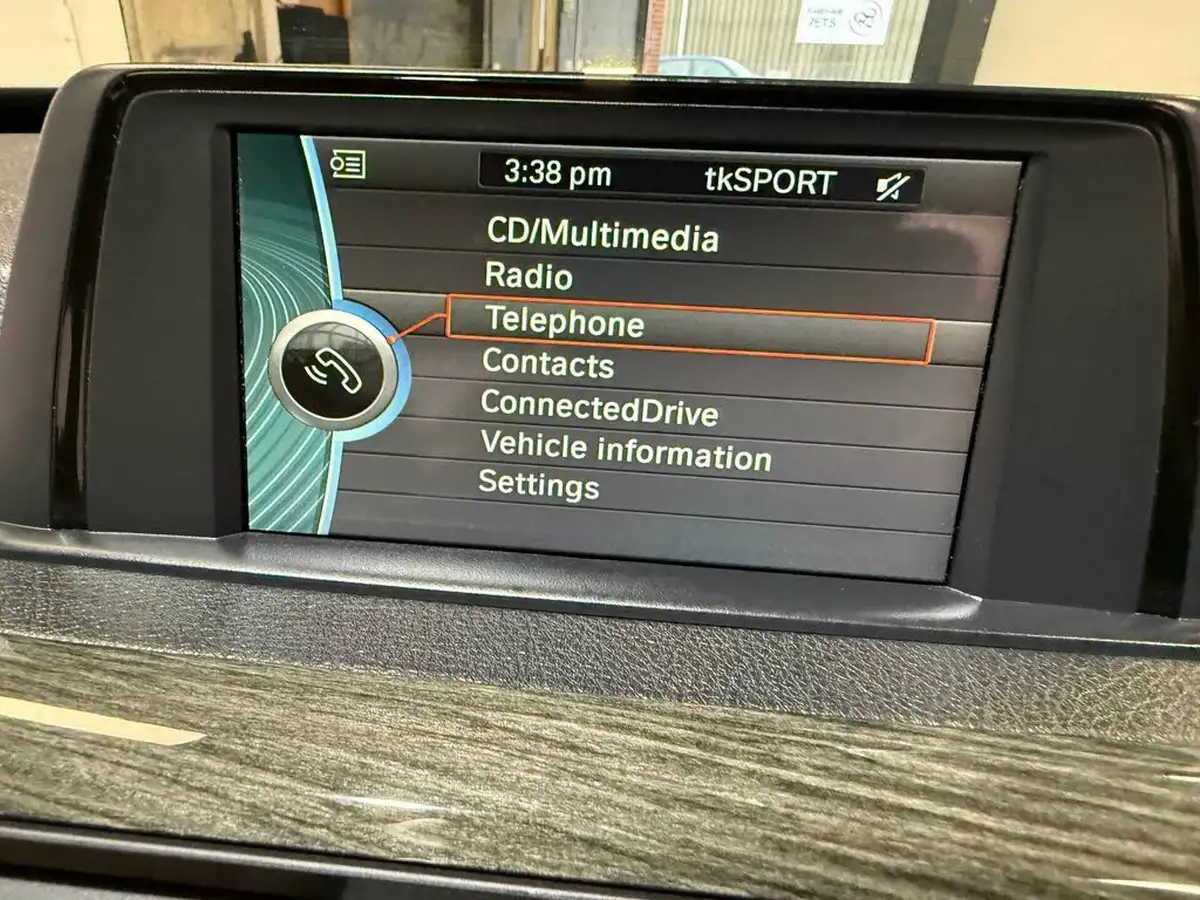 3:38 pm tkSPORT
CD/Multimedia
Radio
Telephone
Contacts
ConnectedDrive
Vehicle information
Settings